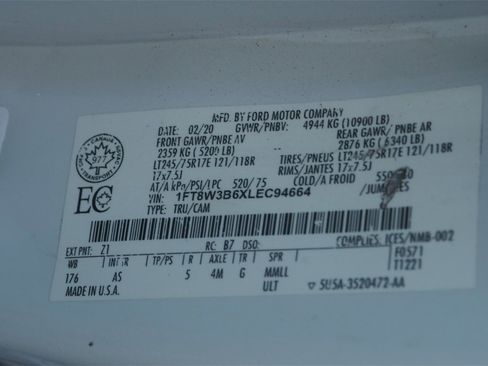 MFD. BY FORD MOTOR COMPANY
DATE: 02/20 GVWR/PNBV: 4944 KG (10900 LB)
FRONT GAWR/PNBE AV REAR GAWR/ PNBE AR
2359 KG (5200 LB) 2876 KG (6340 LB)
LT245/75R17E 121/118R TIRES/PNEUS LT245/75R17E 121/118R
17x7.5J RIMS/JANTES 17x7.5J
AT/A kPa/PSI/LPC 520/75 COLD/A FROID
VIN: 1FT8W3B6XLEC94664
TYPE: TRU/CAM
CANADA
977
TRANSPORT
EC
EXT PNT: Z1 RC: B7 DSO: COMPLIES: ICES/NMB-002
WB INT TR TP/PS R AXLE TR SPR F0571
176 AS 5 4M G MMLL T1221
MADE IN U.S.A. ULT ▽ 5USA-3520472-AA